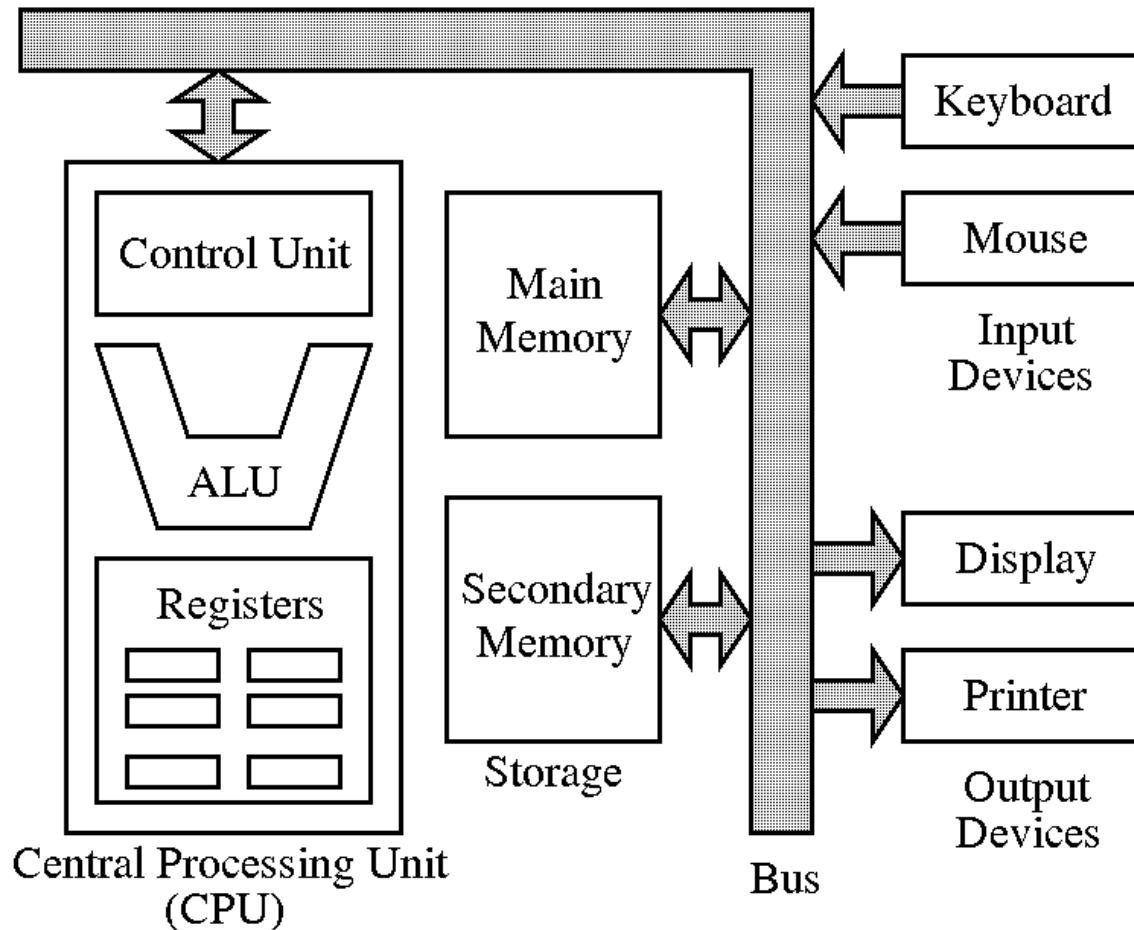 Keyboard
Control Unit
Main
Memory
Mouse
Input
Devices
ALU
Registers
Secondary
Memory
Display
Printer
Storage
Output
Devices
Central Processing Unit
(CPU)
Bus